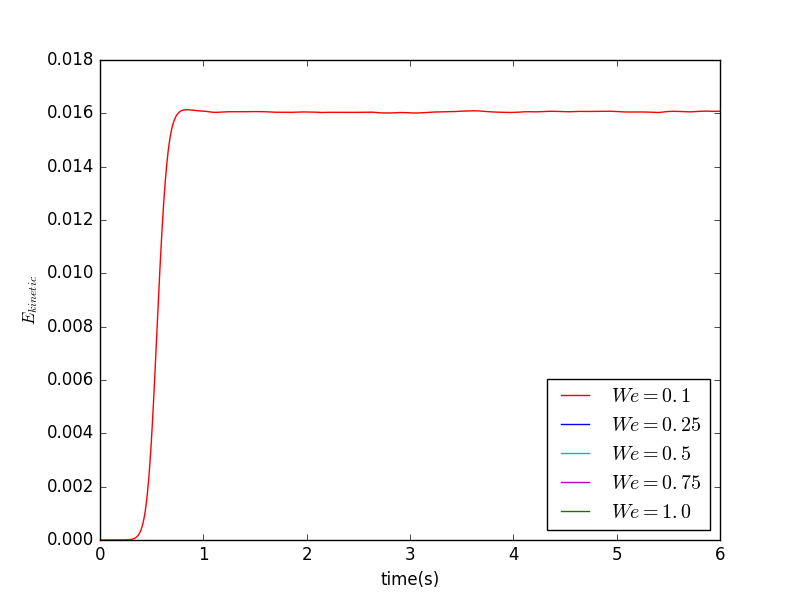 0.018
0.016
0.014
0.012
0.010
0.008
0.006
0.004
0.002
0.000
E_kinetic
0 1 2 3 4 5 6
time(s)
We = 0.1
We = 0.25
We = 0.5
We = 0.75
We = 1.0